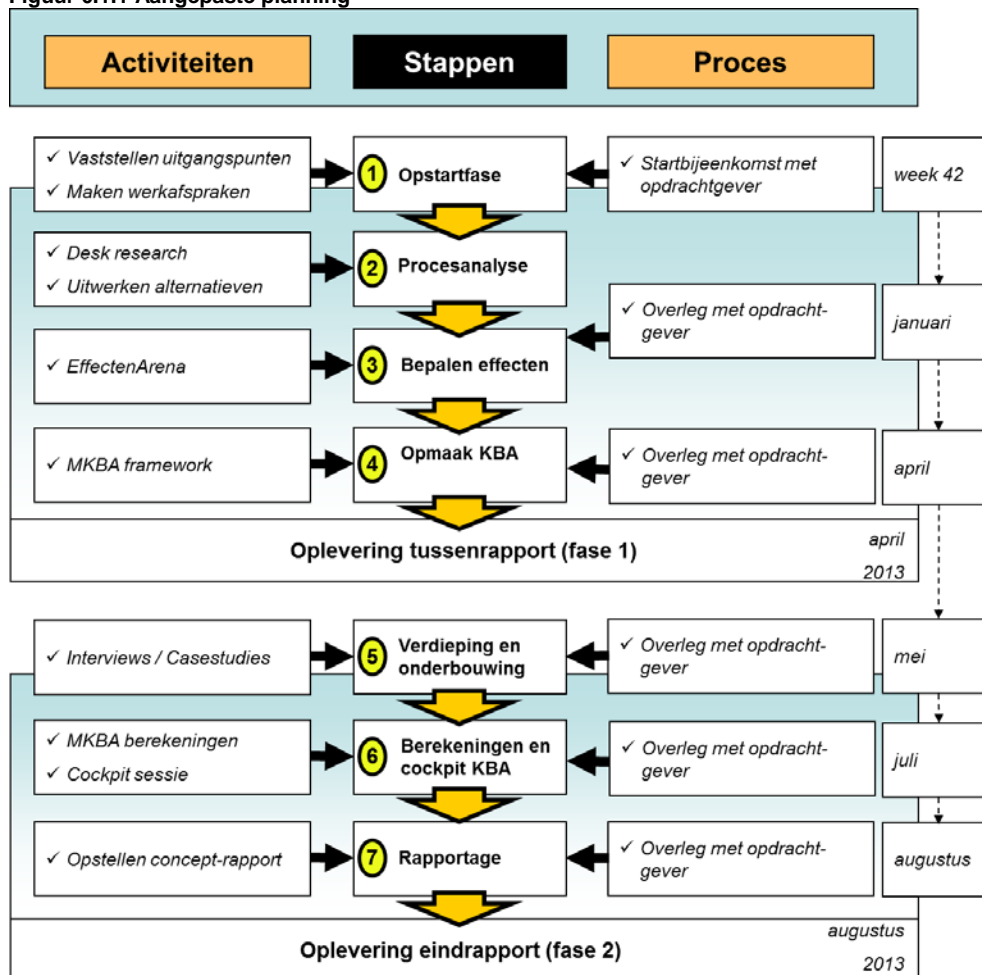 Figuur Aangepaste planning
Activiteiten
Stappen
Proces
✓ Vaststellen uitgangspunten
✓ Maken werkafspraken
1
Opstartfase
✓ Startbijeenkomst met
opdrachtgever
week 42
✓ Desk research
✓ Uitwerken alternatieven
2
Procesanalyse
✓ Overleg met opdracht-
gever
januari
✓ EffectenArena
3
Bepalen effecten
✓ MKBA framework
4
Opmaak KBA
✓ Overleg met opdracht-
gever
april
Oplevering tussenrapport (fase 1)
april
2013
✓ Interviews / Casestudies
5
Verdieping en
onderbouwing
✓ Overleg met opdracht-
gever
mei
✓ MKBA berekeningen
✓ Cockpit sessie
6
Berekeningen en
cockpit KBA
✓ Overleg met opdracht-
gever
juli
✓ Opstellen concept-rapport
7
Rapportage
✓ Overleg met opdracht-
gever
augustus
Oplevering eindrapport (fase 2)
augustus
2013